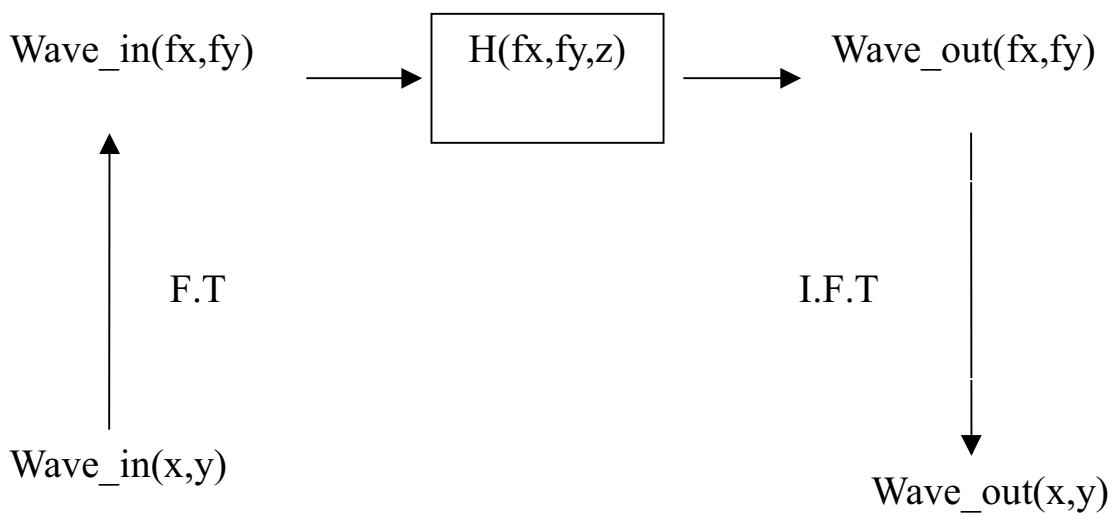 Wave_in(fx,fy)
H(fx,fy,z)
Wave_out(fx,fy)
F.T
I.F.T
Wave_in(x,y)
Wave_out(x,y)